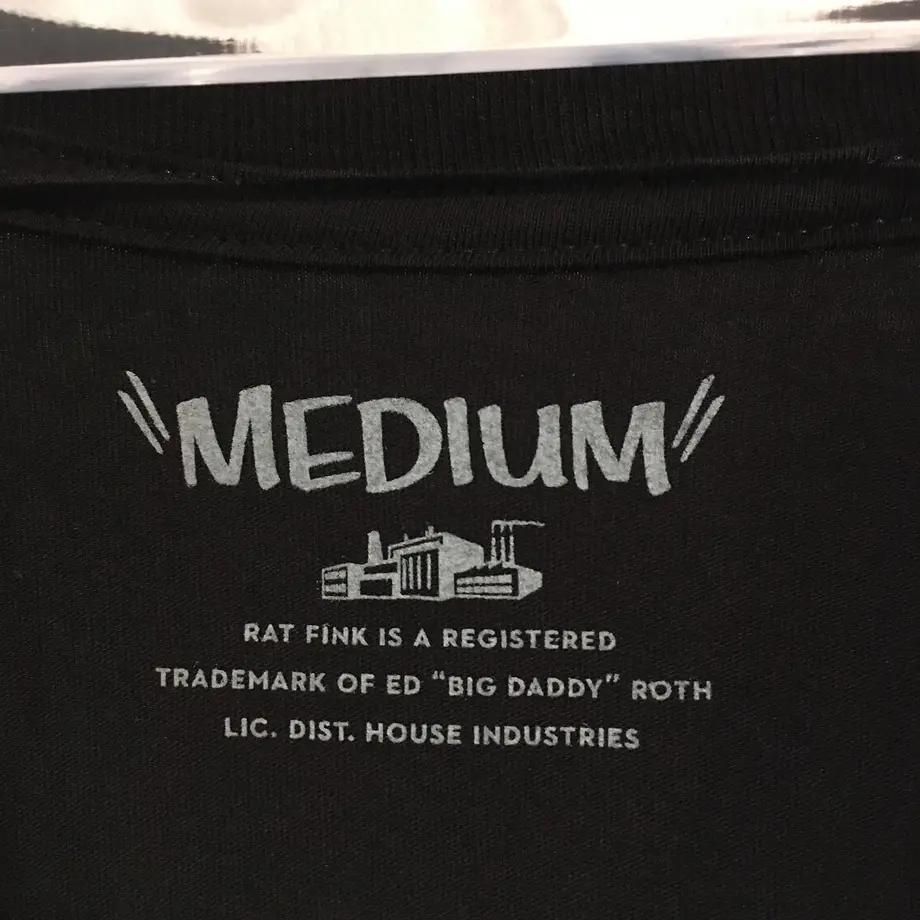 "MEDIUM"
RAT FINK IS A REGISTERED
TRADEMARK OF ED “BIG DADDY” ROTH
LIC. DIST. HOUSE INDUSTRIES